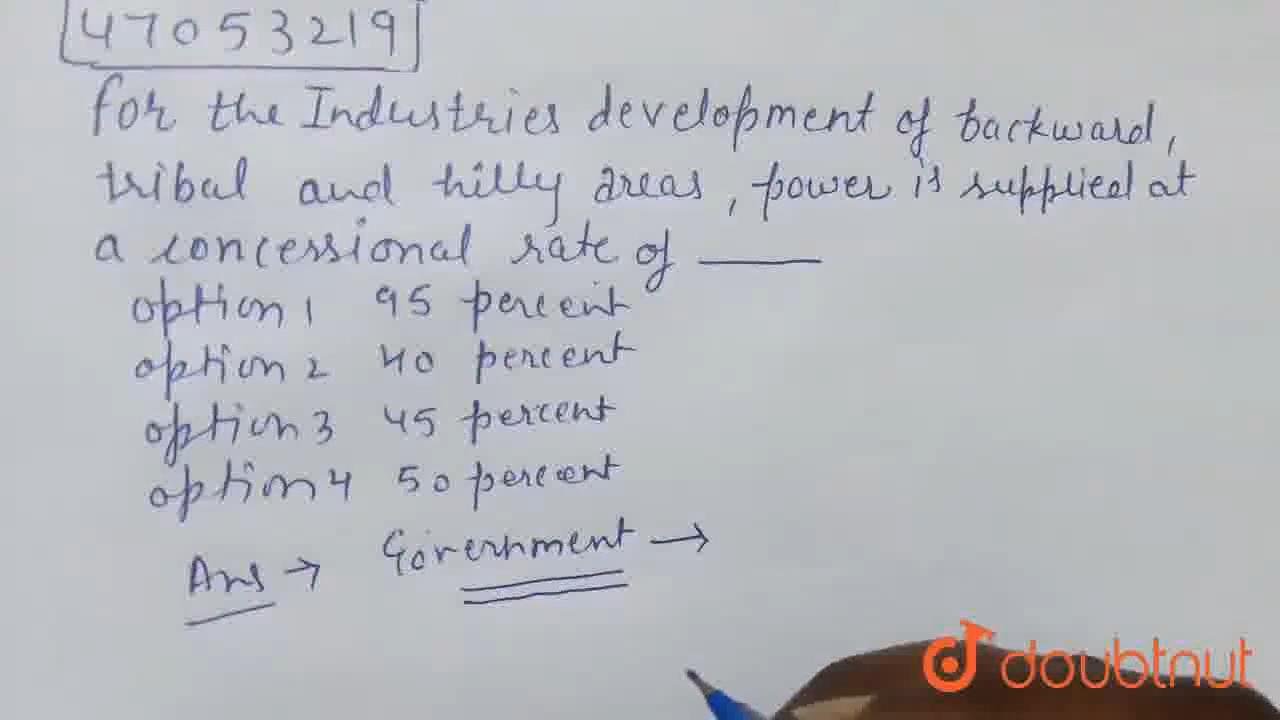 47053219
for the Industries development of backward,
tribal and hilly areas, power is supplied at
a concessional rate of ____
option 1 95 percent
option 2 40 percent
option 3 45 percent
option 4 50 percent
Ans → Government →
doubtnut